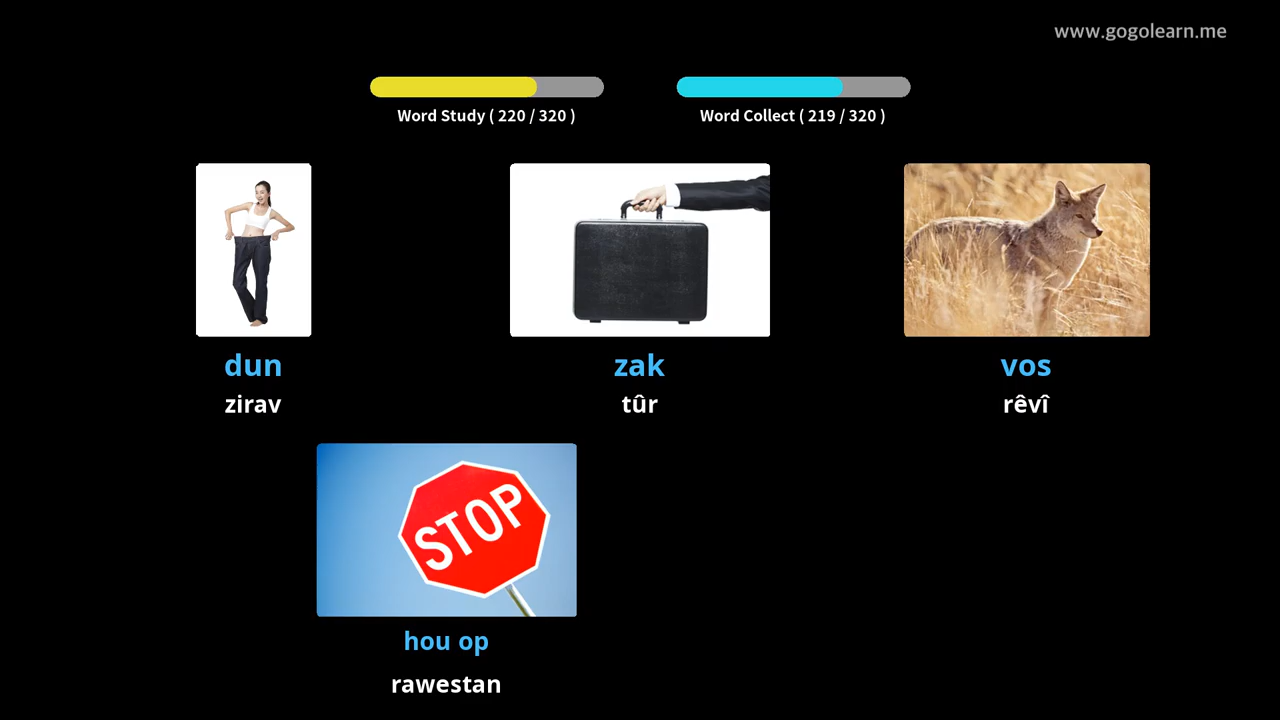 www.gogolearn.me
Word Study ( 220 / 320 )
Word Collect ( 219 / 320 )
dun
zirav
zak
tûr
vos
rêvî
STOP
hou op
rawestan